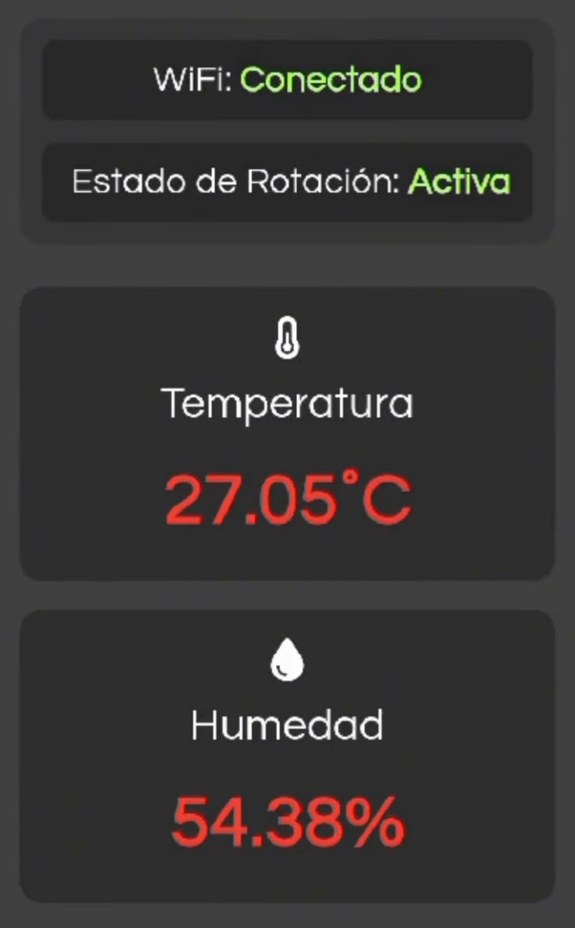 WiFi: Conectado
Estado de Rotación: Activa
Temperatura
27.05°C
Humedad
54.38%